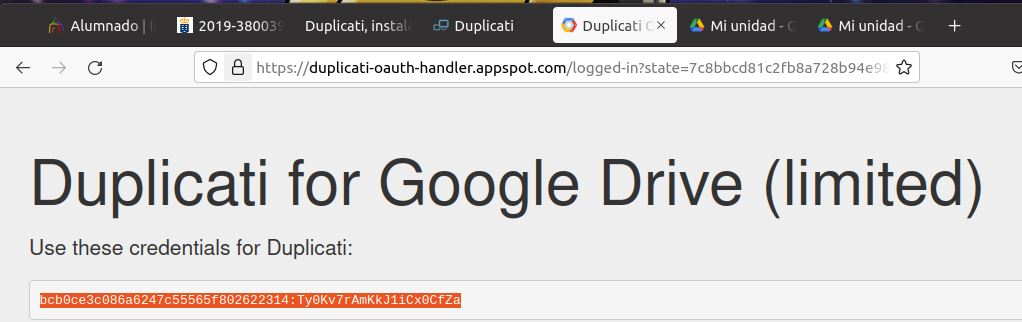 Alumnado | I
2019-380039
Duplicati, instala
Duplicati
Duplicati O
Mi unidad - G
Mi unidad - G
https://duplicati-oauth-handler.appspot.com/logged-in?state=7c8bbcd81c2fb8a728b94e98
Duplicati for Google Drive (limited)
Use these credentials for Duplicati:
bcb0ce3c086a6247c55565f802622314:Ty0Kv7rAmKkJ1iCx0CfZa